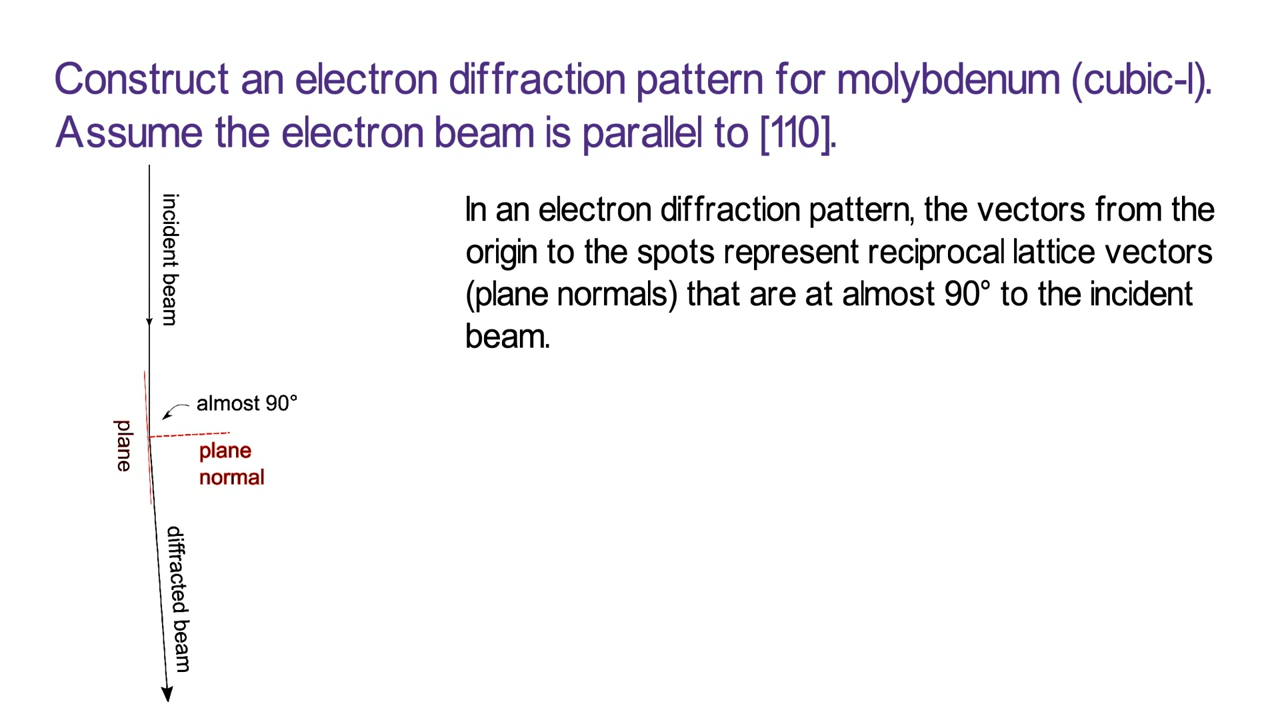 Construct an electron diffraction pattern for molybdenum (cubic-I).
Assume the electron beam is parallel to [110].
incident beam
In an electron diffraction pattern, the vectors from the
origin to the spots represent reciprocal lattice vectors
(plane normals) that are at almost 90° to the incident
beam.
almost 90°
plane
plane
normal
diffracted beam